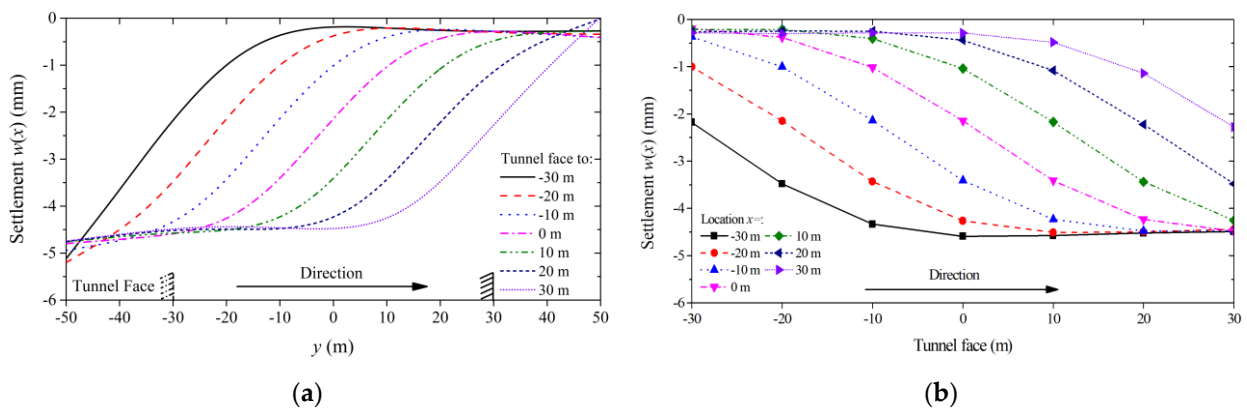 Settlement w(x) (mm)
0
-1
-2
-3
-4
-5
-6
Tunnel face to:
-30 m
-20 m
-10 m
0 m
10 m
20 m
30 m
Tunnel Face
Direction
-50 -40 -30 -20 -10 0 10 20 30 40 50
y (m)
(a)
Settlement w(x) (mm)
0
-1
-2
-3
-4
-5
-6
Location x=:
-30 m 10 m
-20 m 20 m
-10 m 30 m
0 m
Direction
-30 -20 -10 0 10 20 30
Tunnel face (m)
(b)